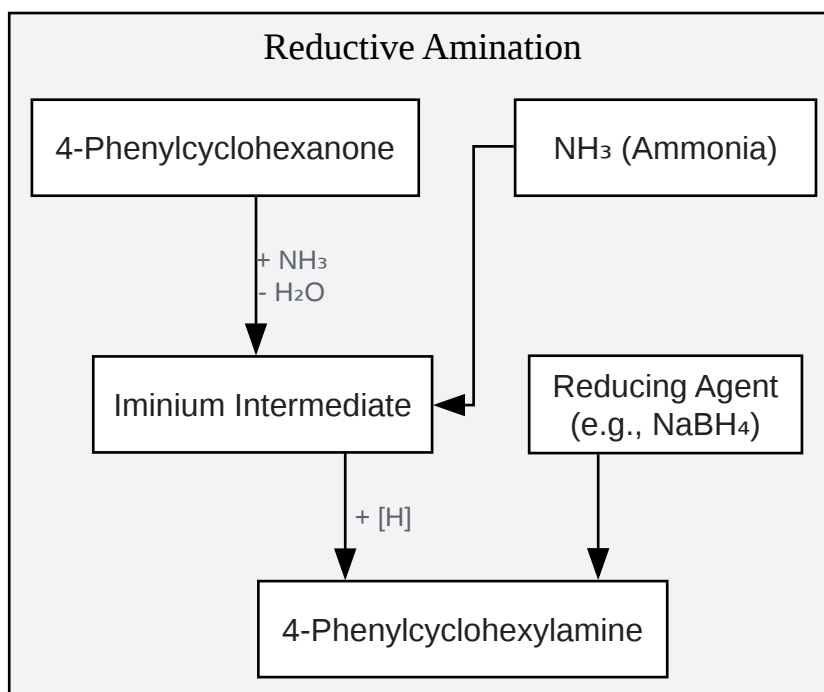 Reductive Amination
4-Phenylcyclohexanone
NH₃ (Ammonia)
+ NH₃
- H₂O
Iminium Intermediate
Reducing Agent
(e.g., NaBH₄)
+ [H]
4-Phenylcyclohexylamine